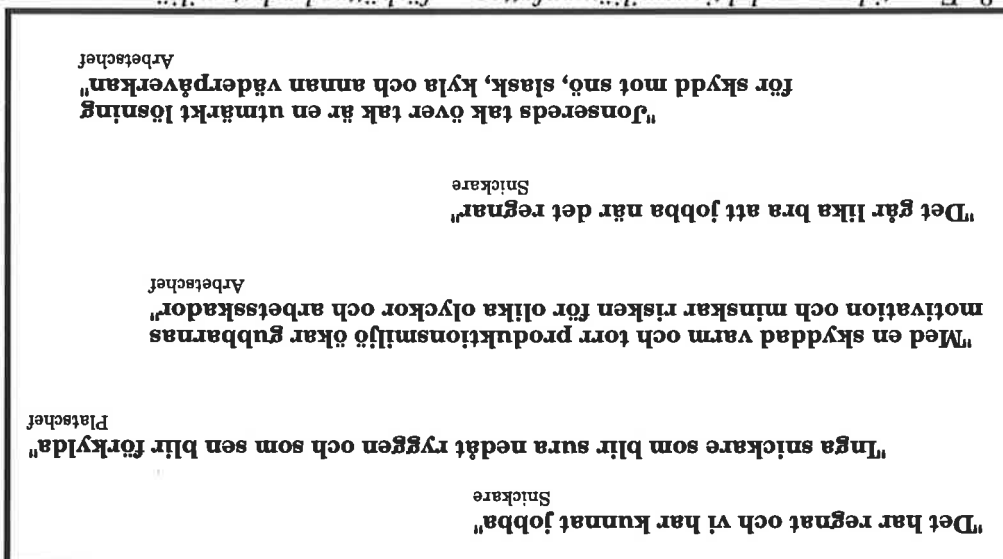 "Det har regnat och vi har kunnat jobba"
Snickare
"Inga snickare som blir sura nedåt ryggen och som sen blir förkylda"
Platschef
"Med en skyddad varm och torr produktionsmiljö ökar gubbarnas
motivation och minskar risken för olika olyckor och arbetsskador"
Arbetschef
"Det går lika bra att jobba när det regnar"
Snickare
"Jonsereds tak över tak är en utmärkt lösning
för skydd mot snö, slask, kyla och annan väderpåverkan"
Arbetschef